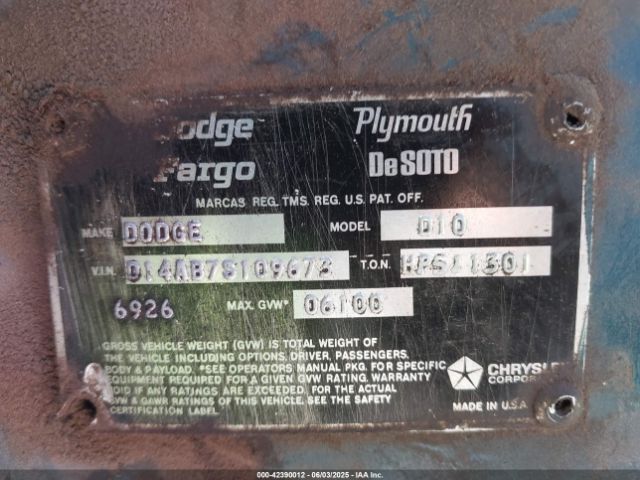 Dodge Plymouth
Fargo DeSOTO
MARCAS REG. TMS. REG. U.S. PAT. OFF.
MAKE DODGE MODEL D10
V.I.N. D14AB7S109673 T.O.N.
6926 MAX. GVW* 06100
GROSS VEHICLE WEIGHT (GVW) IS TOTAL WEIGHT OF
THE VEHICLE INCLUDING OPTIONS, DRIVER, PASSENGERS,
BODY & PAYLOAD. *SEE OPERATORS MANUAL PKG. FOR SPECIFIC
EQUIPMENT REQUIRED FOR A GIVEN GVW RATING. WARRANTY
VOID IF ANY RATINGS ARE EXCEEDED. FOR THE ACTUAL
GVW & GAWR RATINGS OF THIS VEHICLE, SEE THE SAFETY
CERTIFICATION LABEL.
CHRYSLER
CORPOR
MADE IN U.S.A.
000-42390012 - 06/03/2025 - IAA Inc.